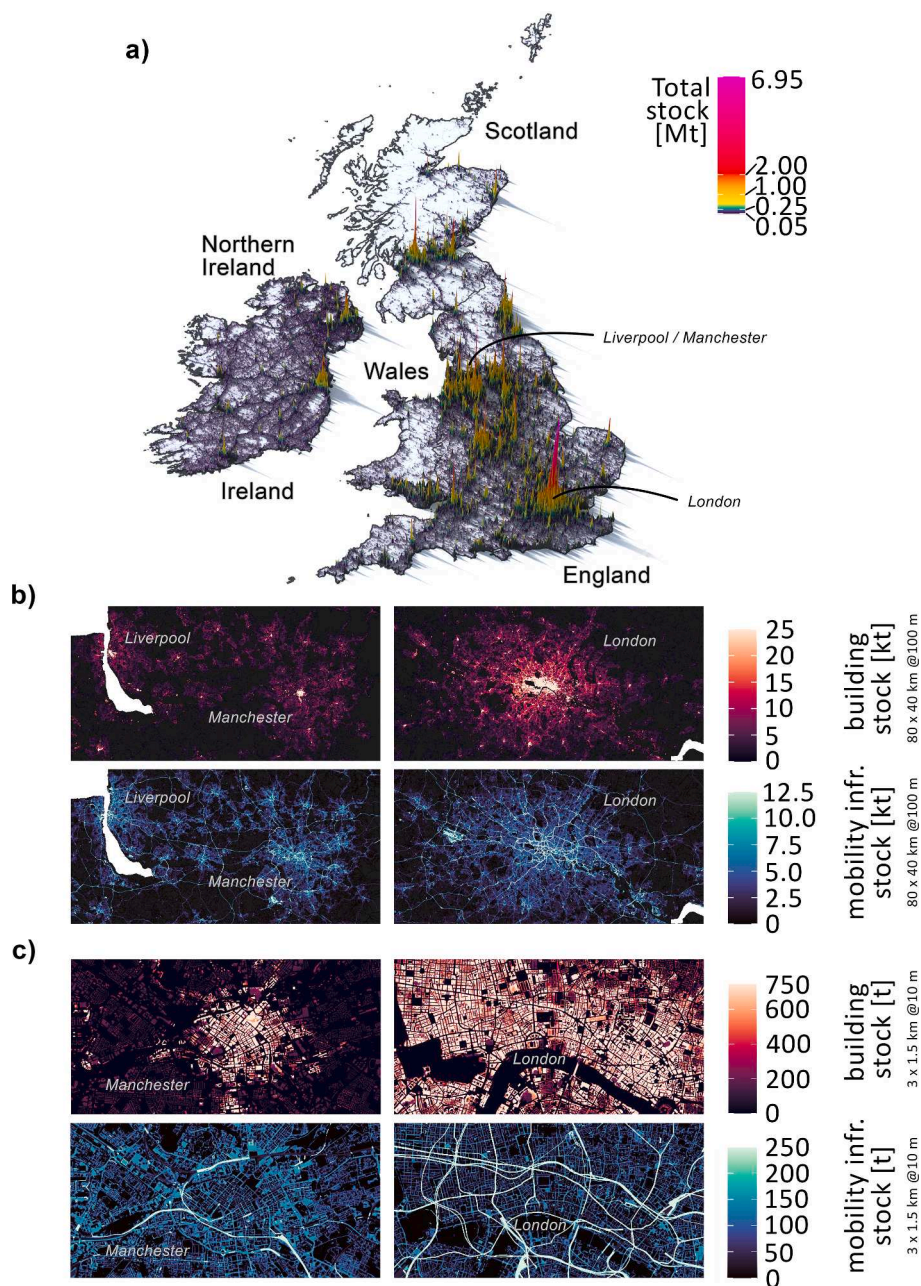 a)
Total
stock
[Mt]
6.95
2.00
1.00
0.25
0.05
Scotland
Northern
Ireland
Liverpool / Manchester
Wales
Ireland
London
England
b)
Liverpool
Manchester
London
25
20
15
10
5
0
building
stock [kt]
80 x 40 km @100 m
Liverpool
Manchester
London
12.5
10.0
7.5
5.0
2.5
0
mobility infr.
stock [kt]
80 x 40 km @100 m
c)
Manchester
London
750
600
400
200
0
building
stock [t]
3 x 1.5 km @10 m
Manchester
London
250
200
150
100
50
0
mobility infr.
stock [t]
3 x 1.5 km @10 m